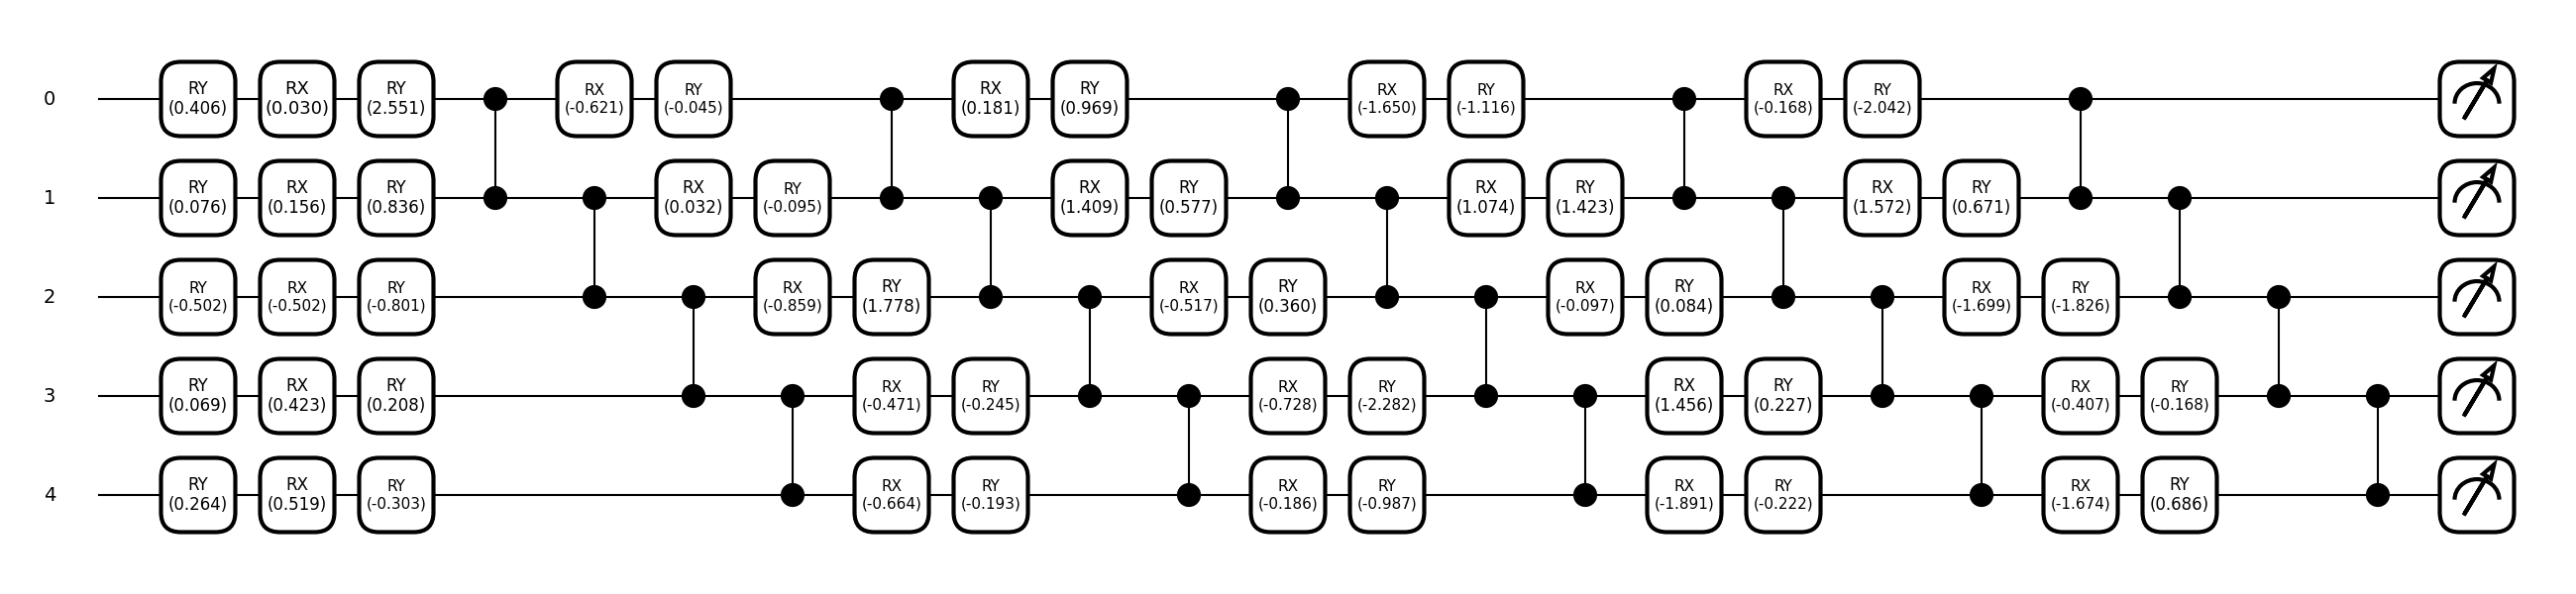 0 RY (0.406) RX (0.030) RY (2.551) RX (-0.621) RY (-0.045) RX (0.181) RY (0.969) RX (-1.650) RY (-1.116) RX (-0.168) RY (-2.042)
1 RY (0.076) RX (0.156) RY (0.836) RX (0.032) RY (-0.095) RX (1.409) RY (0.577) RX (1.074) RY (1.423) RX (1.572) RY (0.671)
2 RY (-0.502) RX (-0.502) RY (-0.801) RX (-0.859) RY (1.778) RX (-0.517) RY (0.360) RX (-0.097) RY (0.084) RX (-1.699) RY (-1.826)
3 RY (0.069) RX (0.423) RY (0.208) RX (-0.471) RY (-0.245) RX (-0.728) RY (-2.282) RX (1.456) RY (0.227) RX (-0.407) RY (-0.168)
4 RY (0.264) RX (0.519) RY (-0.303) RX (-0.664) RY (-0.193) RX (-0.186) RY (-0.987) RX (-1.891) RY (-0.222) RX (-1.674) RY (0.686)